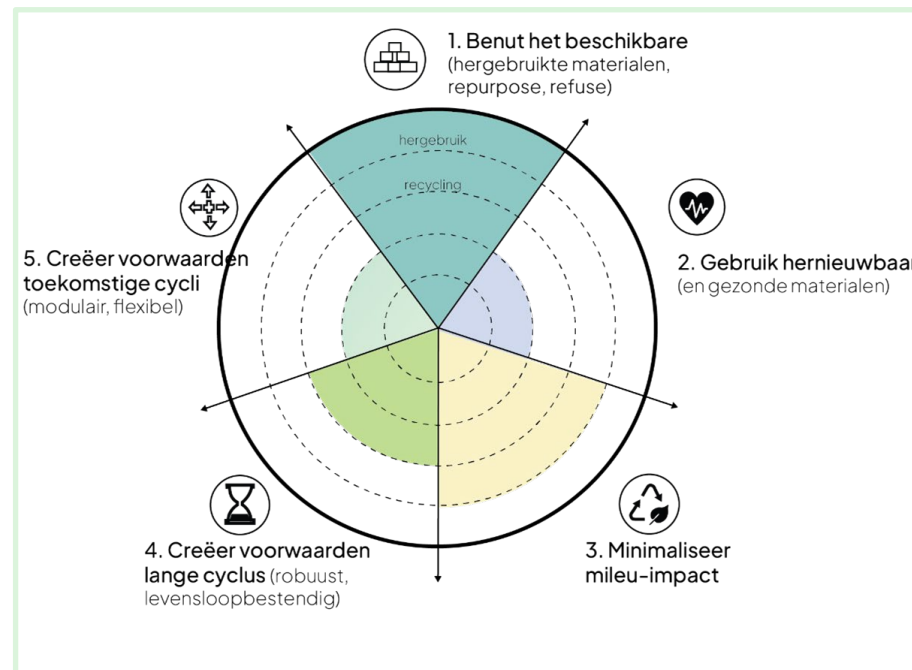 1. Benut het beschikbare
(hergebruikte materialen,
repurpose, refuse)
hergebruik
recycling
2. Gebruik hernieuwbaar
(en gezonde materialen)
3. Minimaliseer
mileu-impact
4. Creëer voorwaarden
lange cyclus (robuust,
levensloopbestendig)
5. Creëer voorwaarden
toekomstige cycli
(modulair, flexibel)